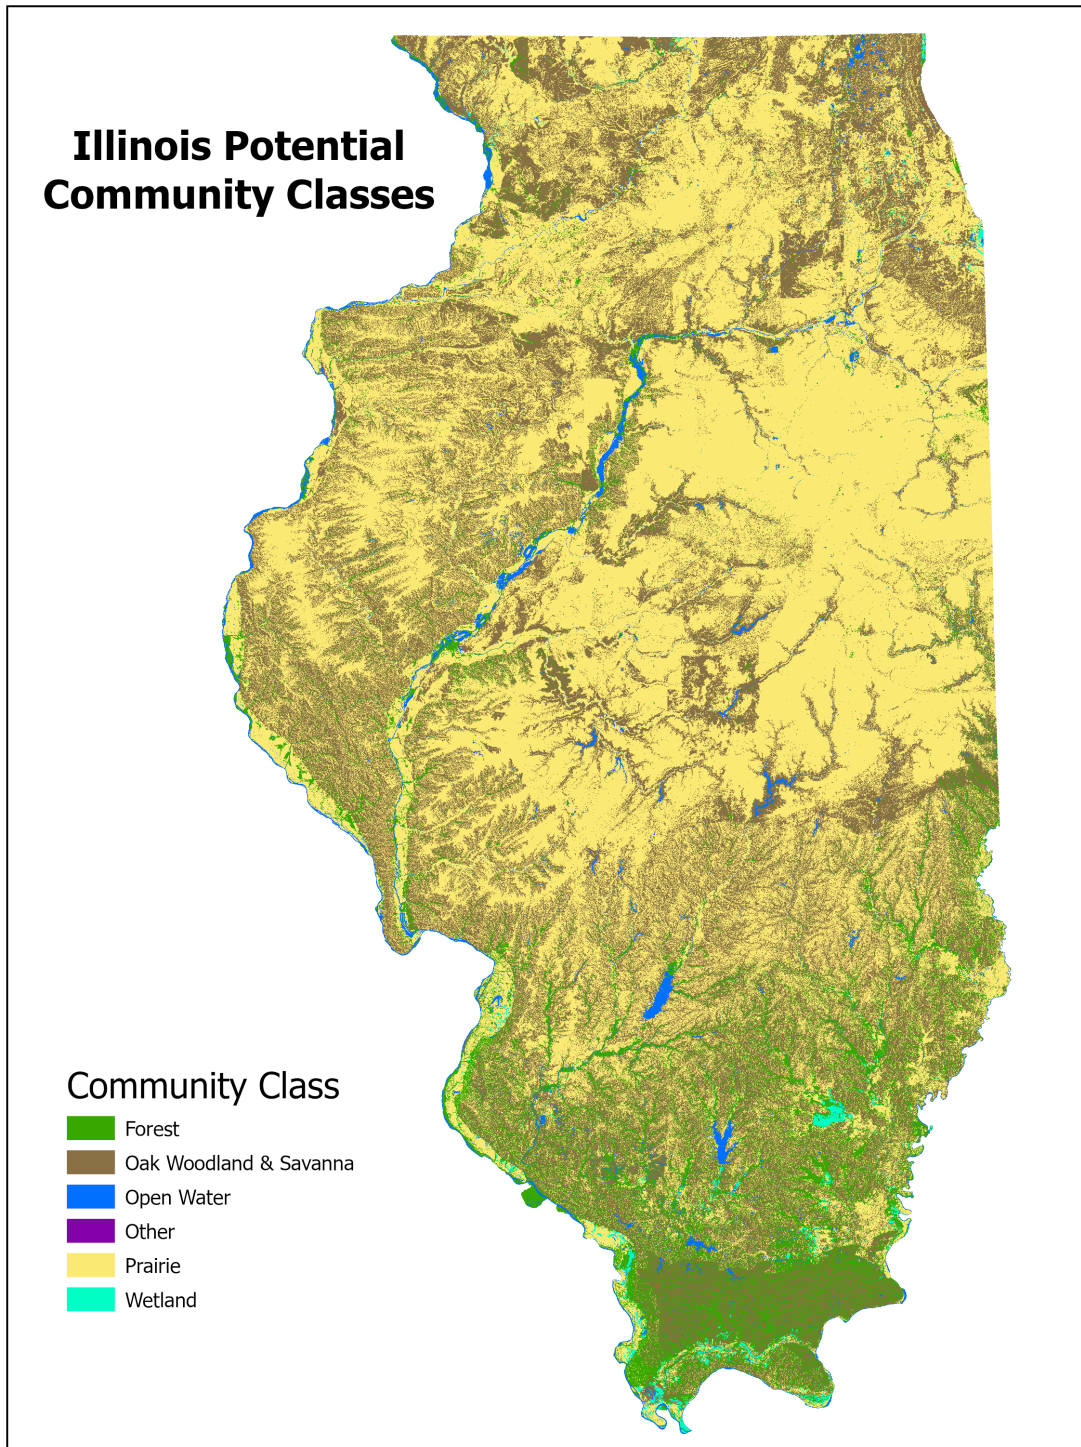 Illinois Potential
Community Classes
Community Class
Forest
Oak Woodland & Savanna
Open Water
Other
Prairie
Wetland